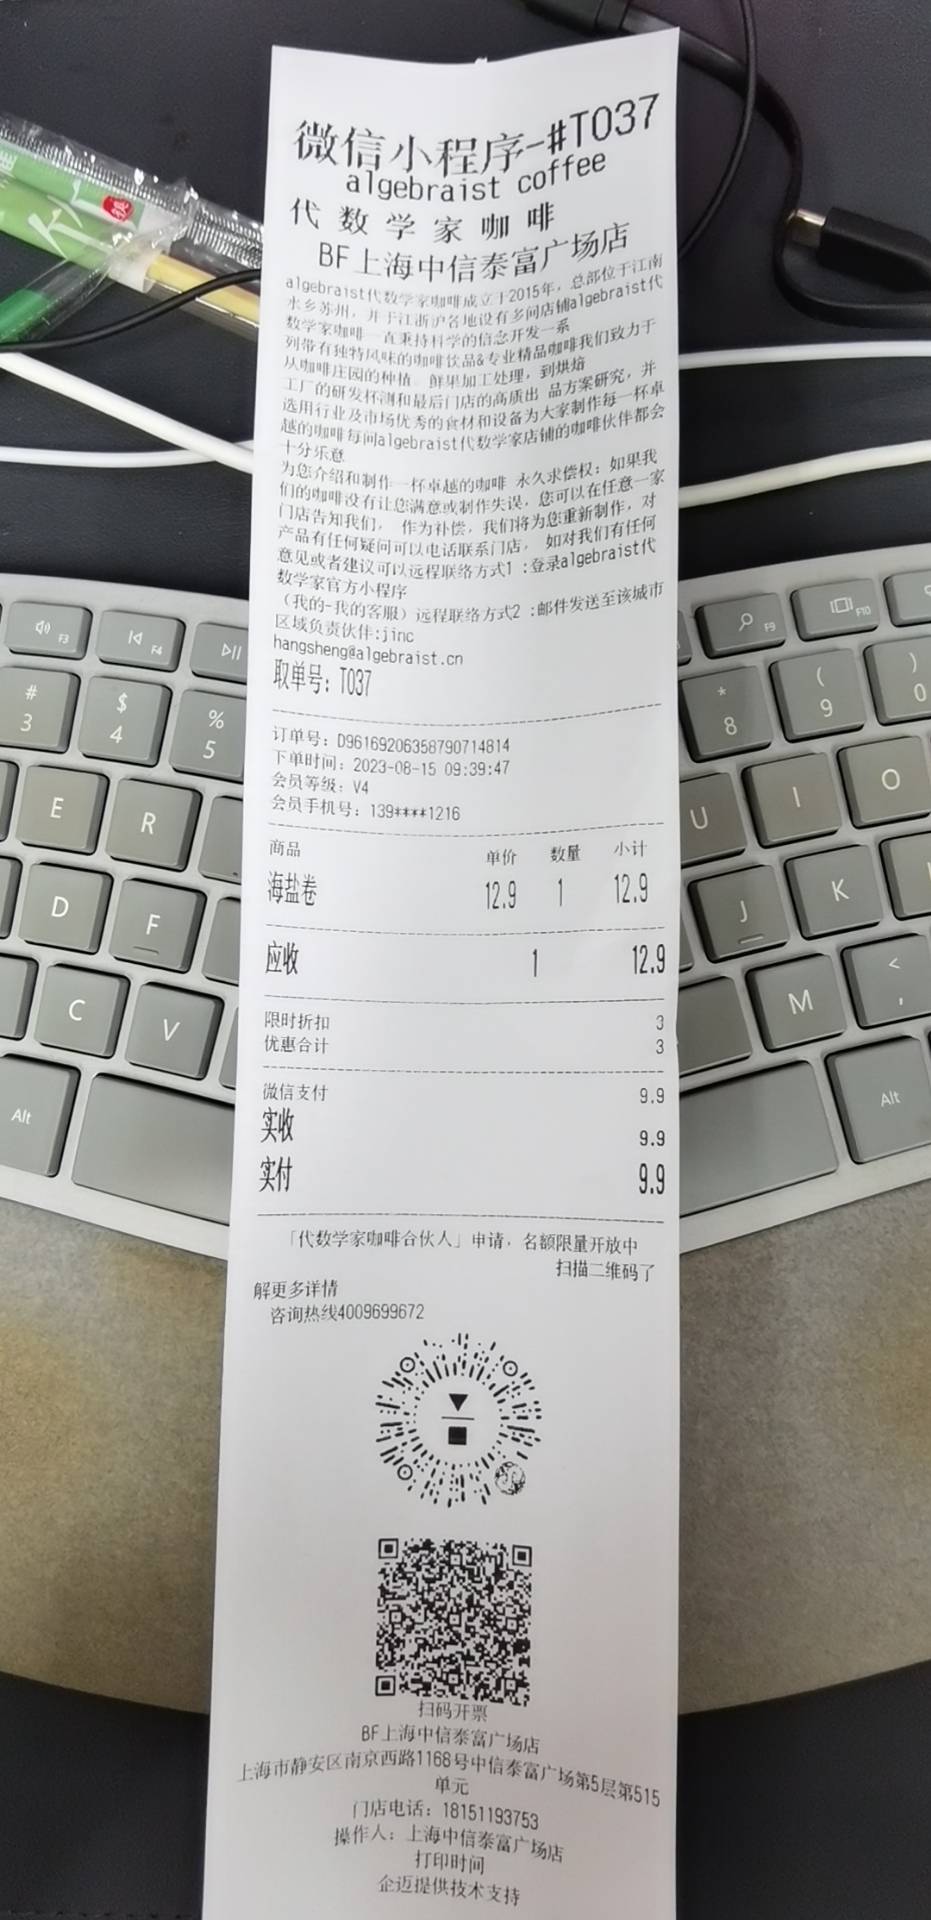 微信小程序-#T037
algebraist coffee
代数学家咖啡
BF上海中信泰富广场店
algebraist代数学家咖啡成立于2015年，总部位于江南
水乡苏州，并于江浙沪各地设有多间店铺algebraist代
数学家咖啡一直秉持科学的信念开发一系
列带有独特风味的咖啡饮品&专业精品咖啡我们致力于
从咖啡庄园的种植，鲜果加工处理，到烘焙
工厂的研发杯测和最后门店的高质出 品方案研究，并
选用行业及市场优秀的食材和设备为大家制作每一杯卓
越的咖啡每间algebraist代数学家店铺的咖啡伙伴都会
十分乐意
为您介绍和制作一杯卓越的咖啡 永久求偿权：如果我
们的咖啡没有让您满意或制作失误，您可以在任意一家
门店告知我们， 作为补偿，我们将为您重新制作，对
产品有任何疑问可以电话联系门店， 如对我们有任何
意见或者建议可以远程联络方式1 :登录algebraist代
数学家官方小程序
（我的-我的客服）远程联络方式2 :邮件发送至该城市
区域负责伙伴:jinc
hangsheng@algebraist.cn
取单号：T037
订单号：D96169206358790714814
下单时间：2023-08-15 09:39:47
会员等级：V4
会员手机号：139****1216
商品 单价 数量 小计
海盐卷 12.9 1 12.9
应收 1 12.9
限时折扣 3
优惠合计 3
微信支付 9.9
实收 9.9
实付 9.9
「代数学家咖啡合伙人」申请，名额限量开放中
扫描二维码了
解更多详情
咨询热线4009699672
扫码开票
BF上海中信泰富广场店
上海市静安区南京西路1168号中信泰富广场第5层第515
单元
门店电话：18151193753
操作人：上海中信泰富广场店
打印时间
企迈提供技术支持
# 3
$ 4
% 5
F3
F4
* 8
( 9
) 0
F9
F10
E
R
U
I
O
D
F
J
K
C
V
M
< ,
Alt
Alt